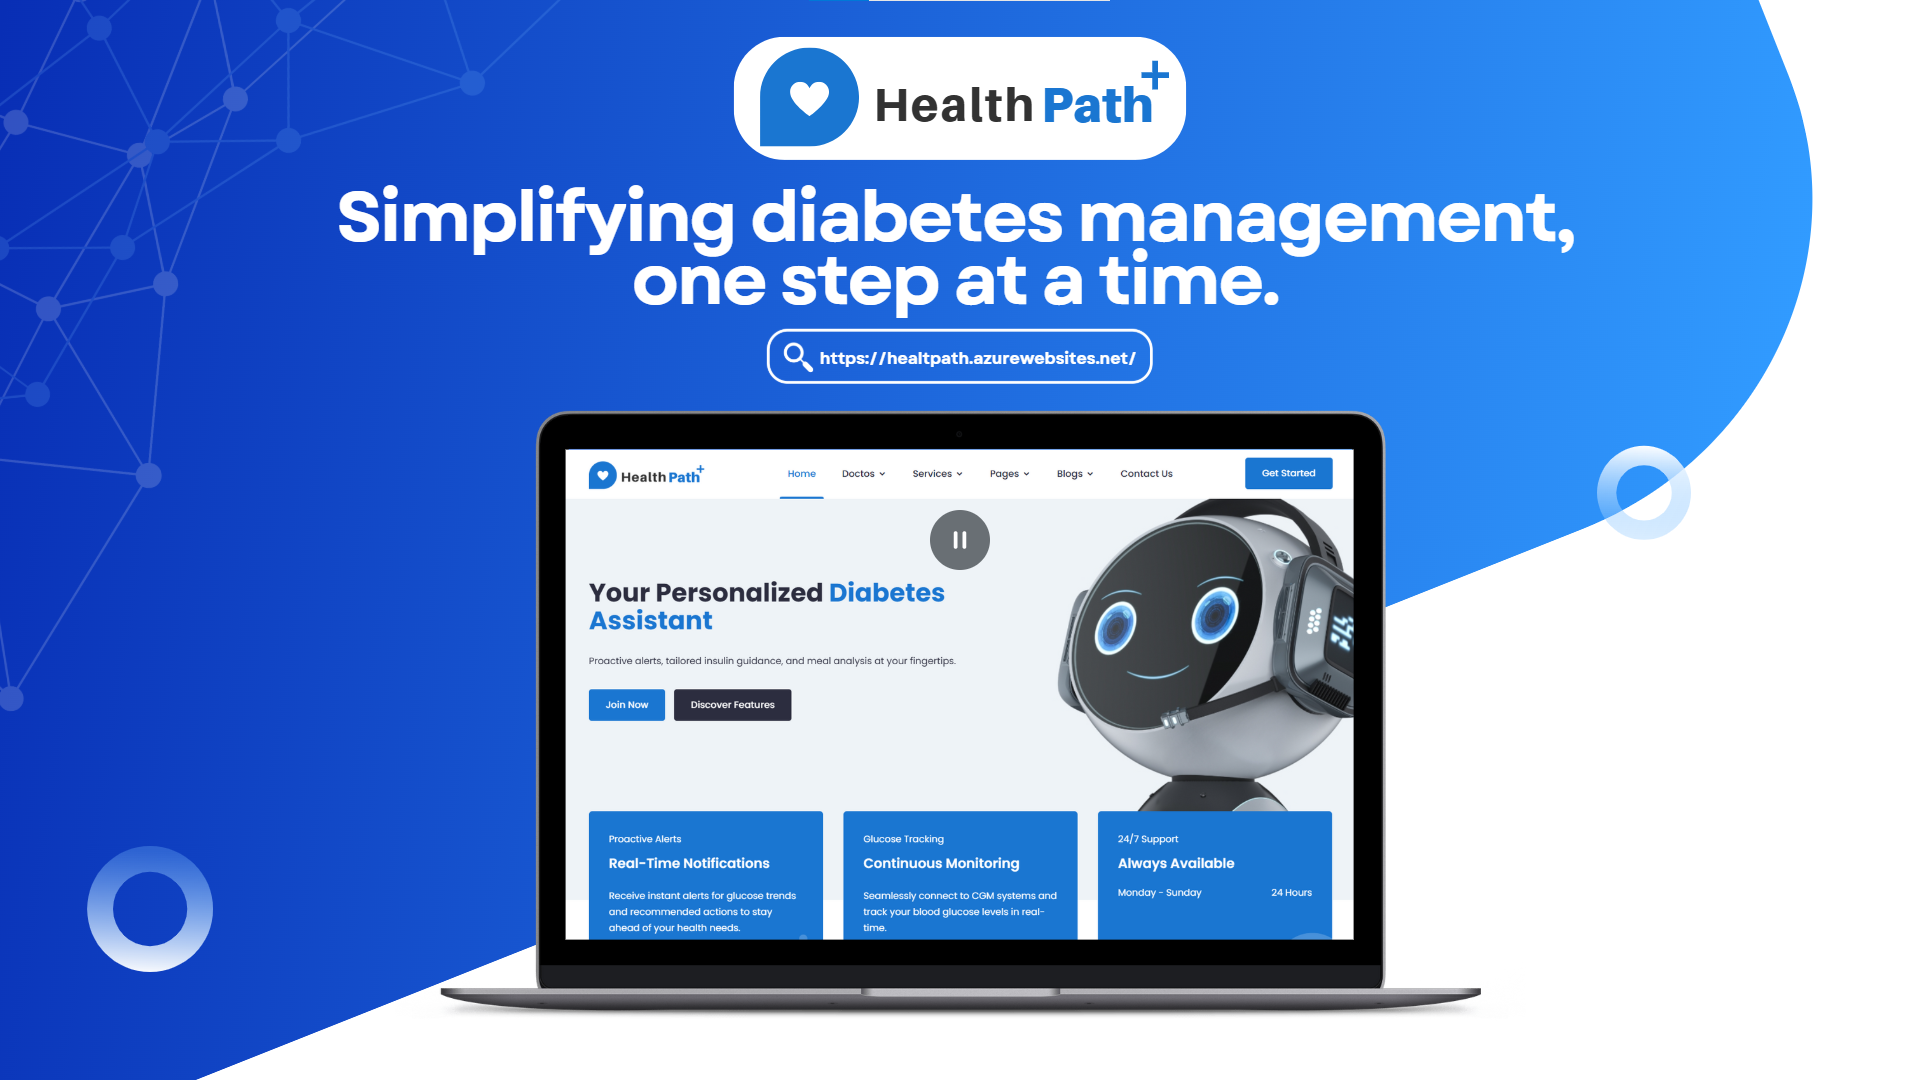 Health Path+
Simplifying diabetes management,
one step at a time.
https://healtpath.azurewebsites.net/
Health Path+
Home
Doctos
Services
Pages
Blogs
Contact Us
Get Started
Your Personalized Diabetes
Assistant
Proactive alerts, tailored insulin guidance, and meal analysis at your fingertips.
Join Now
Discover Features
Proactive Alerts
Real-Time Notifications
Receive instant alerts for glucose trends
and recommended actions to stay
ahead of your health needs.
Glucose Tracking
Continuous Monitoring
Seamlessly connect to CGM systems and
track your blood glucose levels in real-
time.
24/7 Support
Always Available
Monday - Sunday
24 Hours